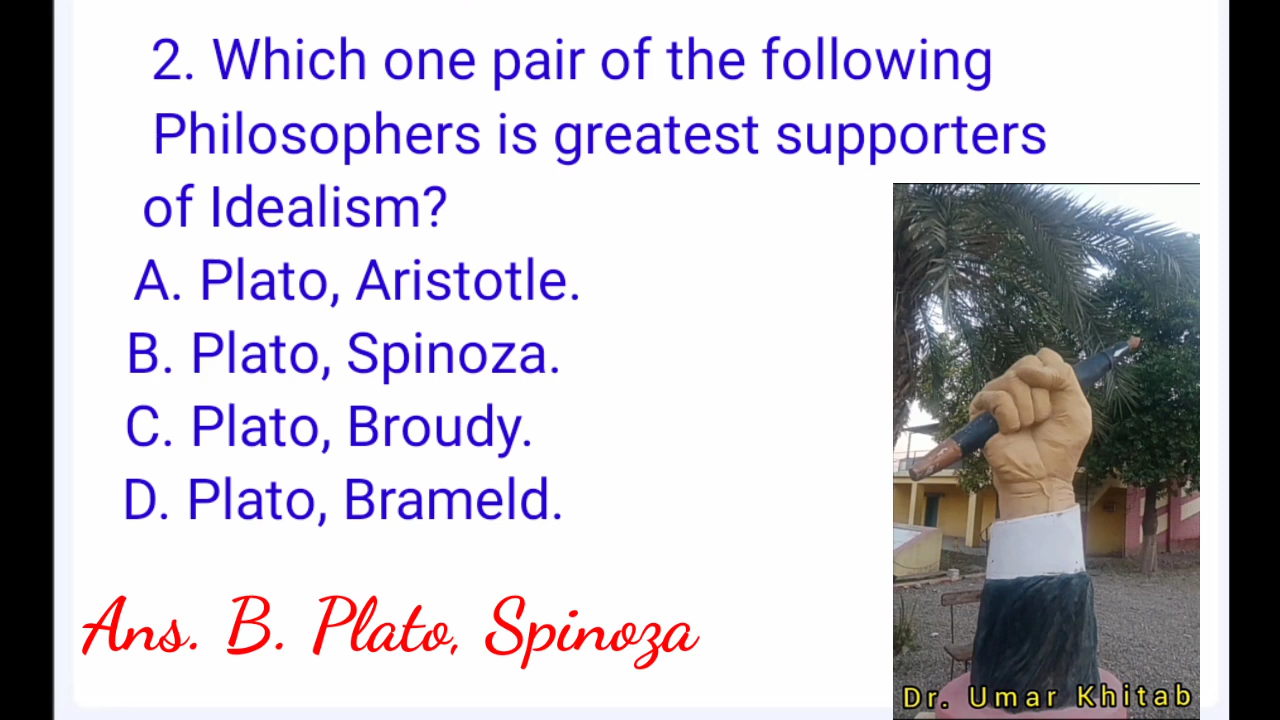 2. Which one pair of the following
Philosophers is greatest supporters
of Idealism?
A. Plato, Aristotle.
B. Plato, Spinoza.
C. Plato, Broudy.
D. Plato, Brameld.
Ans. B. Plato, Spinoza
Dr. Umar Khitab